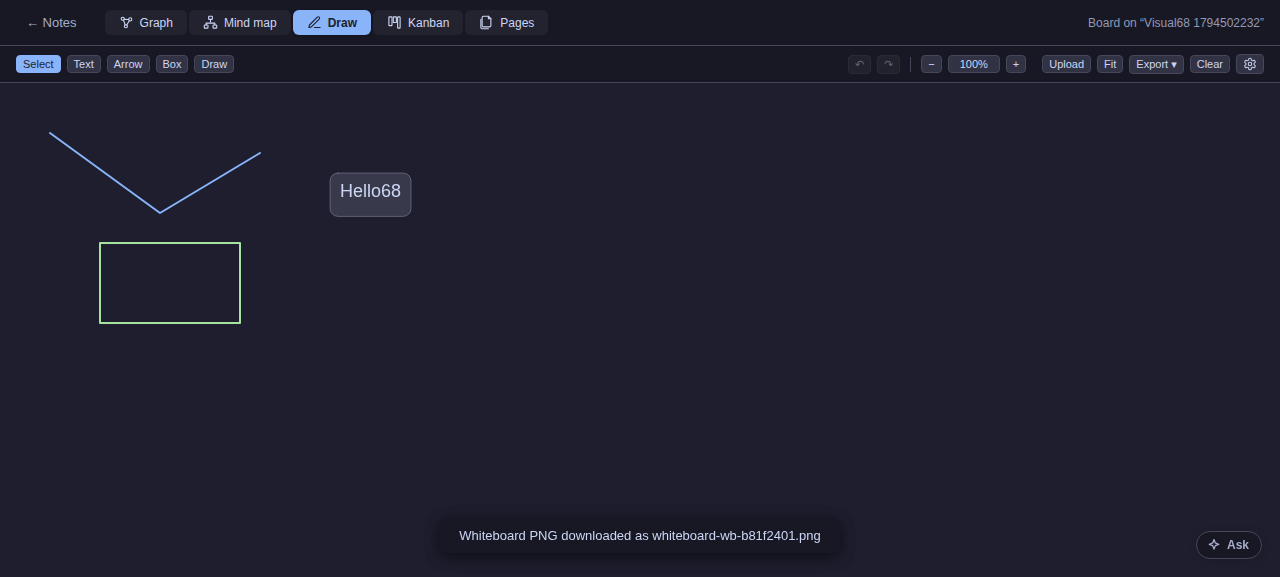 ← Notes
Graph
Mind map
Draw
Kanban
Pages
Board on “Visual68 1794502232”
Select
Text
Arrow
Box
Draw
↶
↷
−
100%
+
Upload
Fit
Export ▾
Clear
Hello68
Whiteboard PNG downloaded as whiteboard-wb-b81f2401.png
Ask